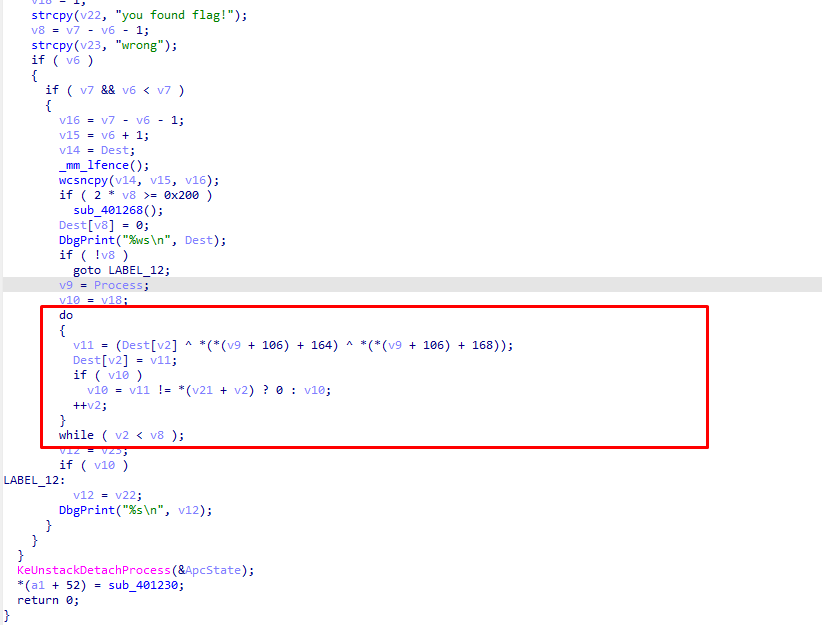 v18 = 1;
strcpy(v22, "you found flag!");
v8 = v7 - v6 - 1;
strcpy(v23, "wrong");
if ( v6 )
{
if ( v7 && v6 < v7 )
{
v16 = v7 - v6 - 1;
v15 = v6 + 1;
v14 = Dest;
_mm_lfence();
wcsncpy(v14, v15, v16);
if ( 2 * v8 >= 0x200 )
sub_401268();
Dest[v8] = 0;
DbgPrint("%ws\n", Dest);
if ( !v8 )
goto LABEL_12;
v9 = Process;
v10 = v18;
do
{
v11 = (Dest[v2] ^ *(*(v9 + 106) + 164) ^ *(*(v9 + 106) + 168));
Dest[v2] = v11;
if ( v10 )
v10 = v11 != *(v21 + v2) ? 0 : v10;
++v2;
}
while ( v2 < v8 );
v12 = v23;
if ( v10 )
LABEL_12:
v12 = v22;
DbgPrint("%s\n", v12);
}
}
}
KeUnstackDetachProcess(&ApcState);
*(a1 + 52) = sub_401230;
return 0;
}